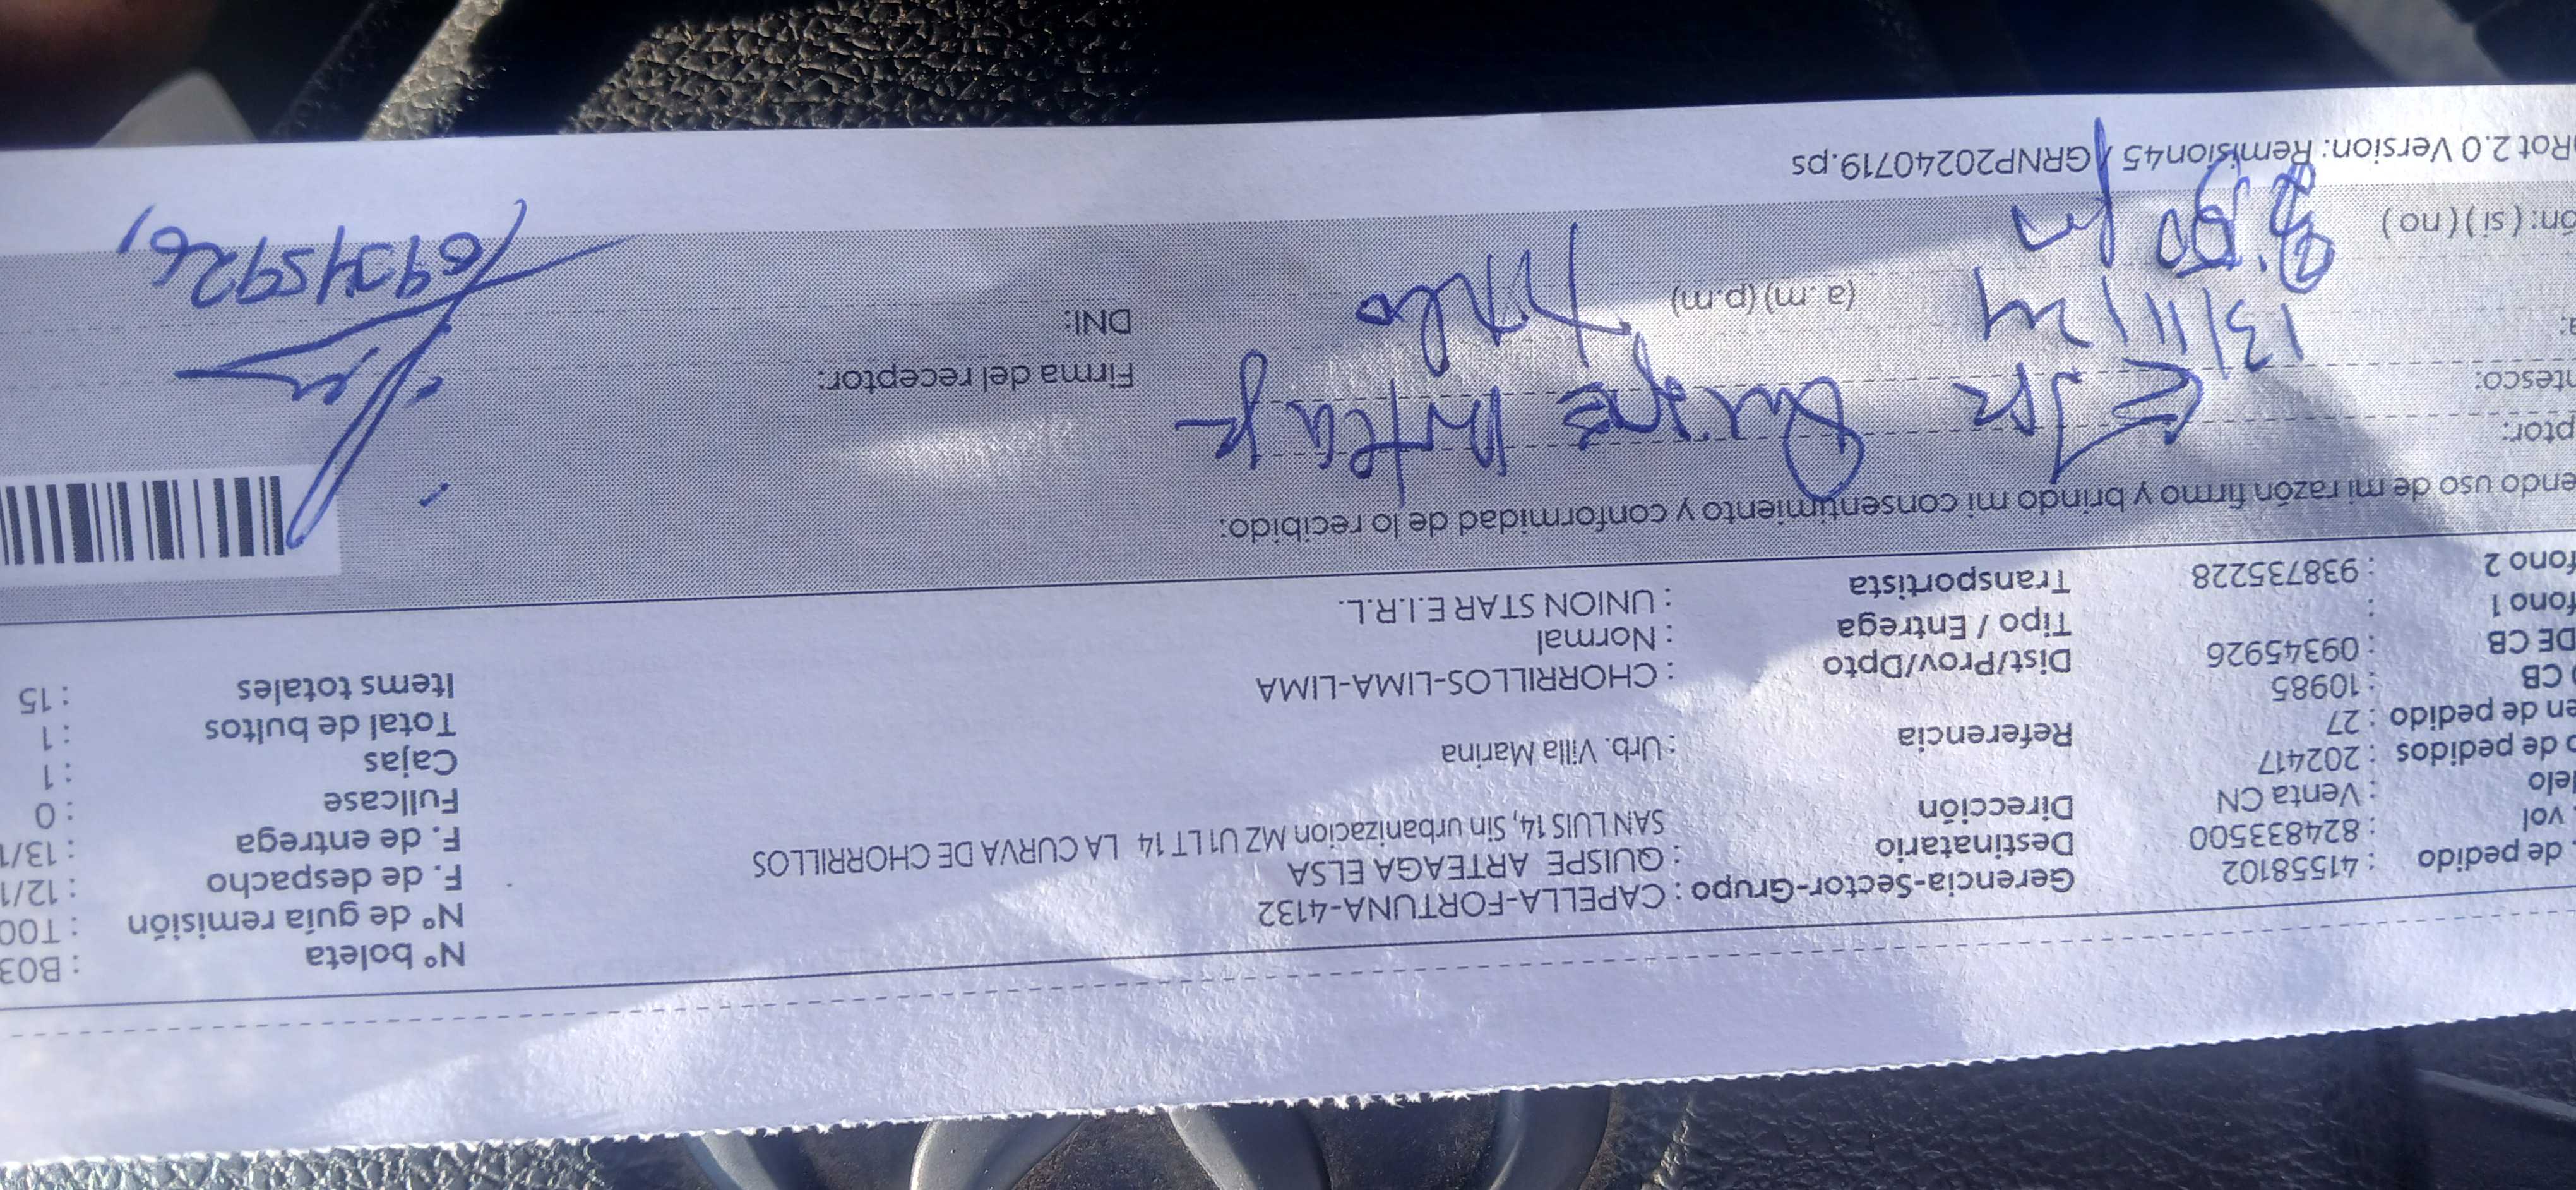 N° boleta : B03
Gerencia-Sector-Grupo : CAPELLA-FORTUNA-4132
N° de guía remisión : T00
. de pedido : 41558102
Destinatario : QUISPE ARTEAGA ELSA
F. de despacho : 12/1
vol : 824833500
Dirección SAN LUIS 14, Sin urbanizacion MZ U1 LT 14 LA CURVA DE CHORRILLOS
F. de entrega : 13/1
delo : Venta CN
Fullcase : 0
o de pedidos : 202417
Referencia : Urb. Villa Marina
Cajas : 1
en de pedido : 27
Total de bultos : 1
o CB : 10985
Dist/Prov/Dpto : CHORRILLOS-LIMA-LIMA
Items totales : 15
DE CB : 09345926
Tipo / Entrega : Normal
fono 1 :
Transportista : UNION STAR E.I.R.L.
fono 2 : 938735228
endo uso de mi razón firmo y brindo mi consentimiento y conformidad de lo recibido:
ptor: Quispe
ntesco:
Firma del receptor:
a: 13/11/24
(a.m) (p.m)
DNI: 09345926
ón: ( si ) ( no )
Rot 2.0 Version: Remision45 / GRNP20240719.ps